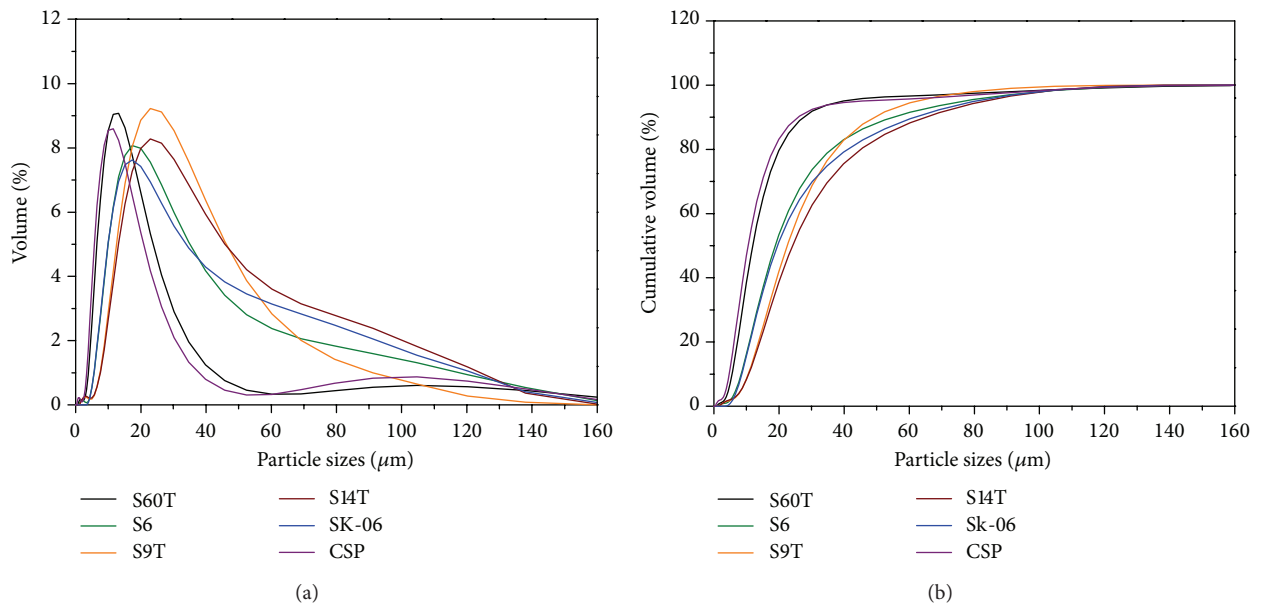 12
10
8
6
4
2
0
Volume (%)
0 20 40 60 80 100 120 140 160
Particle sizes (μm)
S60T
S6
S9T
S14T
SK-06
CSP
(a)
120
100
80
60
40
20
0
Cumulative volume (%)
0 20 40 60 80 100 120 140 160
Particle sizes (μm)
S60T
S6
S9T
S14T
Sk-06
CSP
(b)